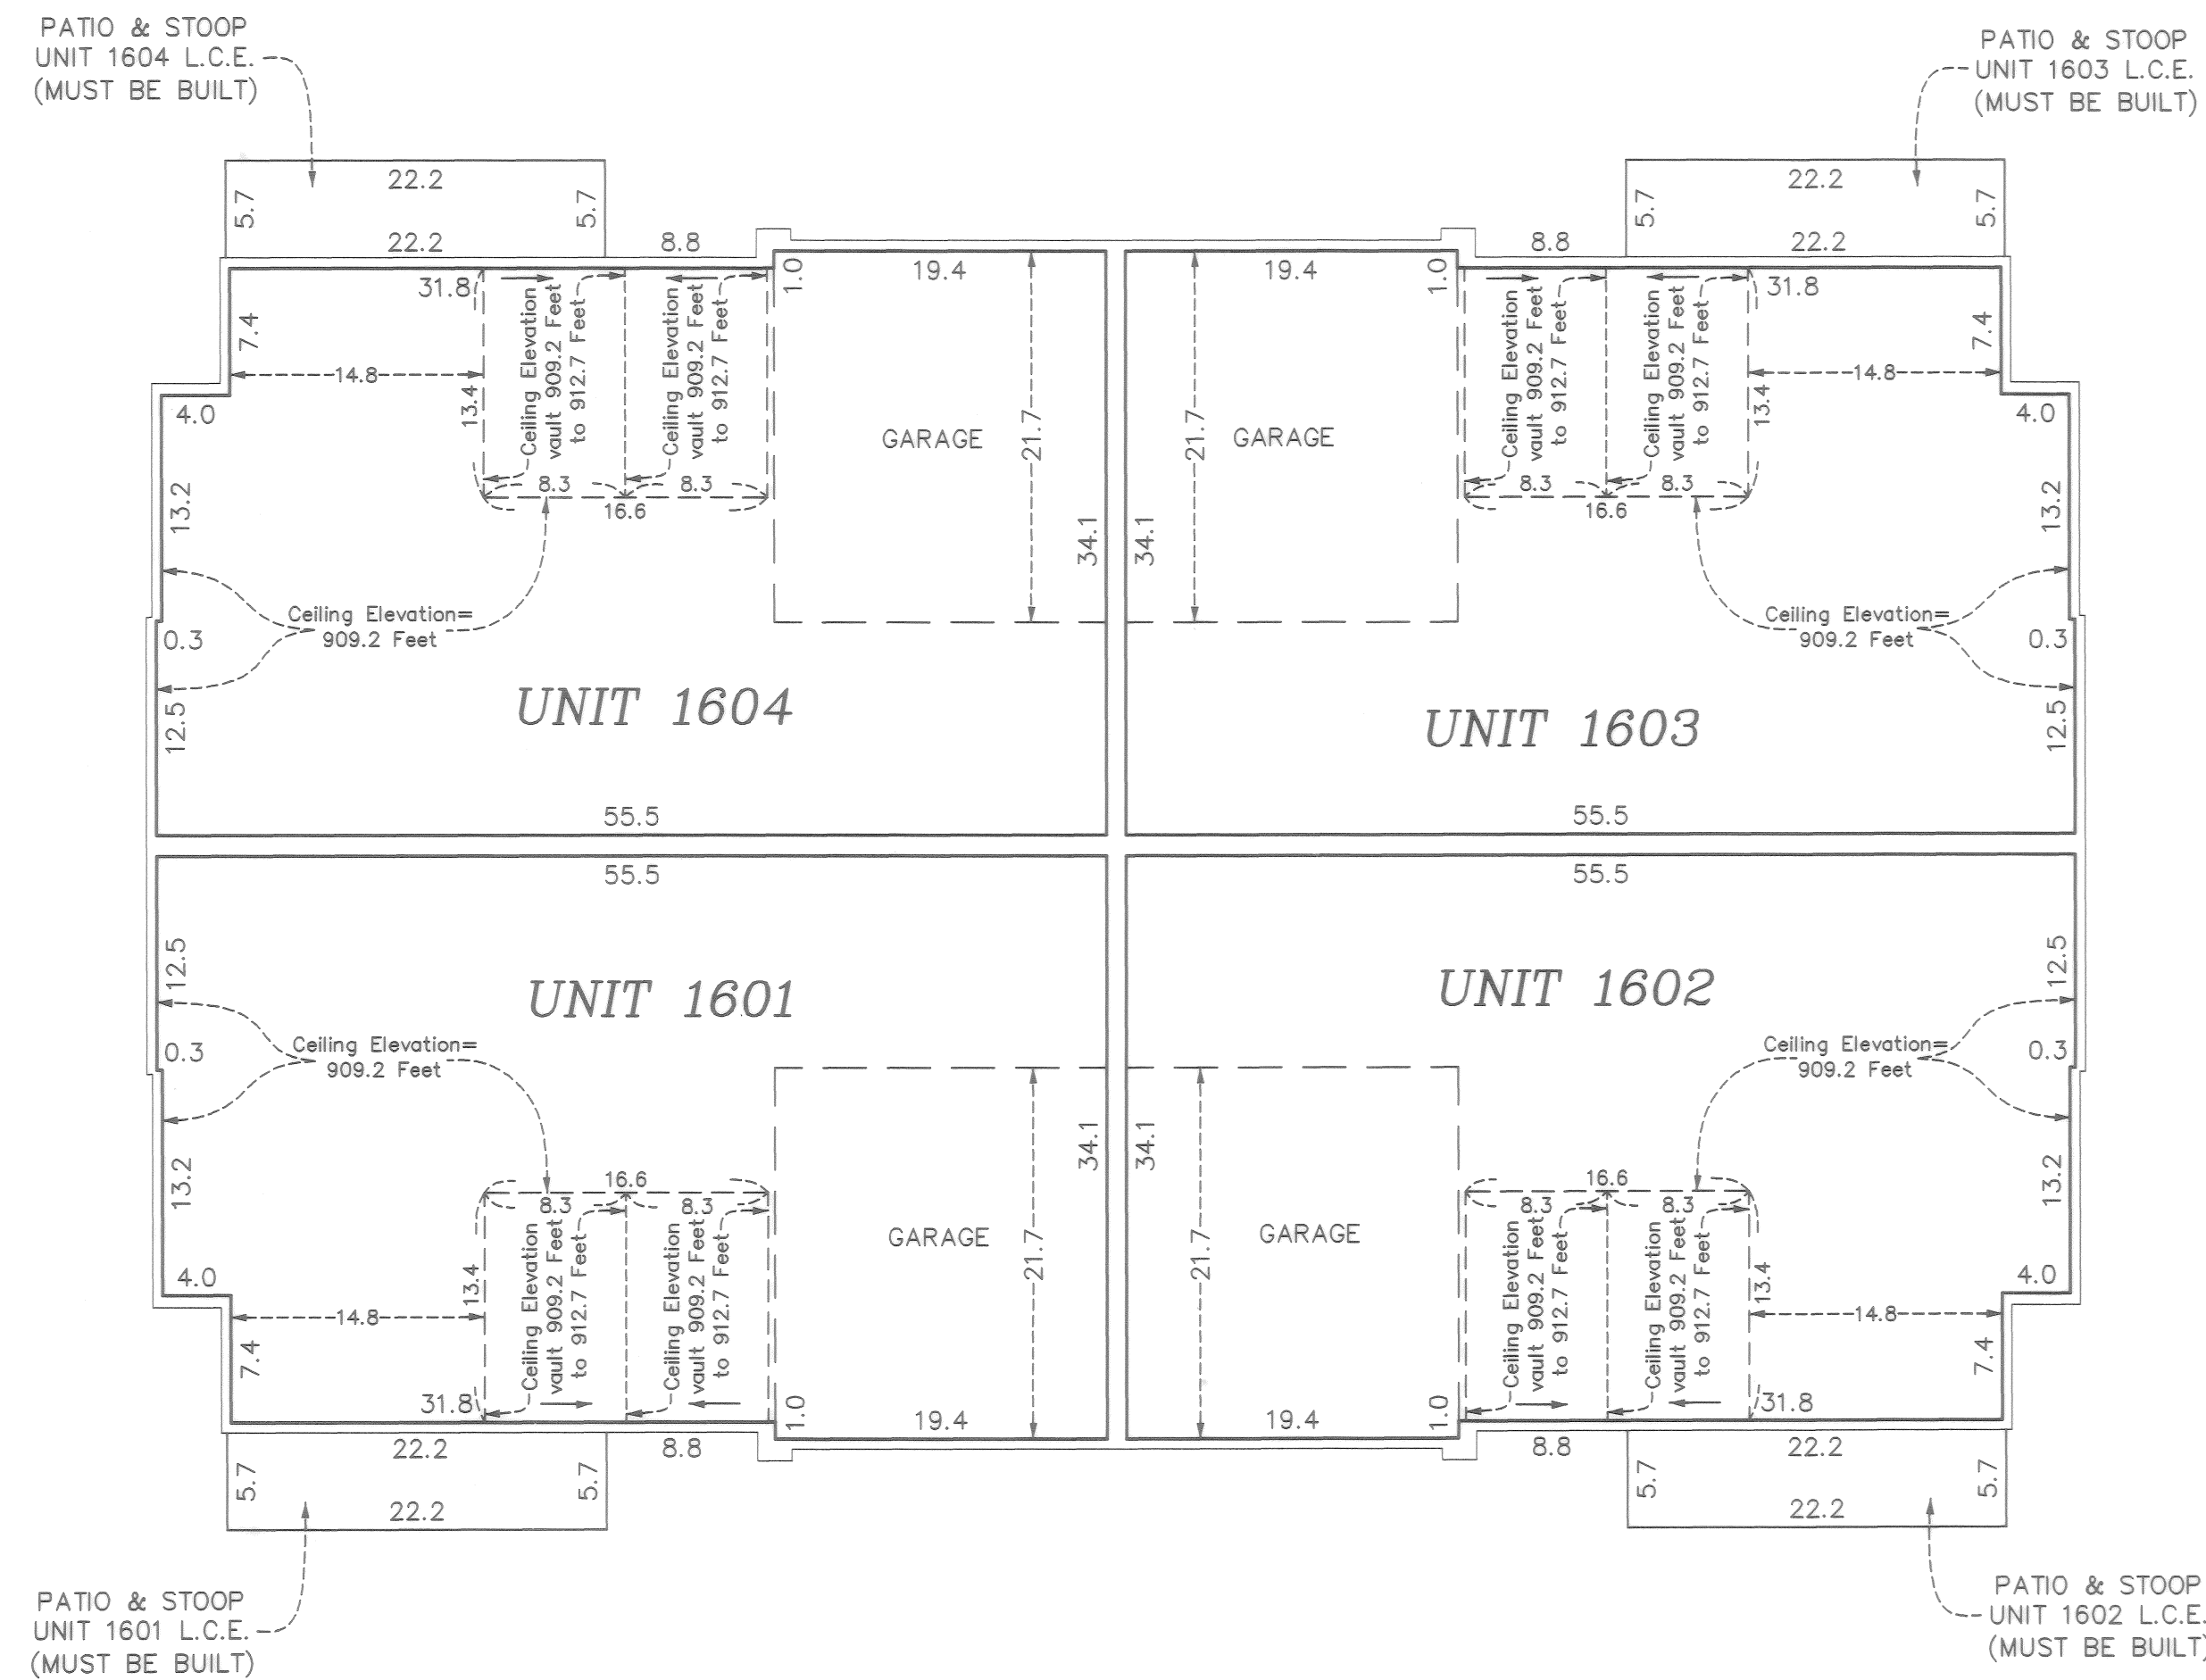 PATIO & STOOP
UNIT 1604 L.C.E.
(MUST BE BUILT)
PATIO & STOOP
UNIT 1603 L.C.E.
(MUST BE BUILT)
22.2
5.7
5.7
22.2
8.8
22.2
5.7
5.7
8.8
22.2
31.8
7.4
14.8
4.0
13.4
Ceiling Elevation
vault 909.2 Feet
to 912.7 Feet
Ceiling Elevation
vault 909.2 Feet
to 912.7 Feet
8.3
8.3
16.6
1.0
19.4
GARAGE
21.7
34.1
13.2
Ceiling Elevation=
909.2 Feet
0.3
12.5
UNIT 1604
55.5
19.4
1.0
GARAGE
21.7
34.1
Ceiling Elevation
vault 909.2 Feet
to 912.7 Feet
Ceiling Elevation
vault 909.2 Feet
to 912.7 Feet
8.3
8.3
16.6
31.8
13.4
14.8
7.4
4.0
13.2
Ceiling Elevation=
909.2 Feet
0.3
12.5
UNIT 1603
55.5
55.5
12.5
UNIT 1601
0.3
Ceiling Elevation=
909.2 Feet
13.2
16.6
8.3
8.3
Ceiling Elevation
vault 909.2 Feet
to 912.7 Feet
Ceiling Elevation
vault 909.2 Feet
to 912.7 Feet
4.0
13.4
14.8
7.4
31.8
GARAGE
21.7
34.1
1.0
19.4
55.5
12.5
UNIT 1602
0.3
Ceiling Elevation=
909.2 Feet
13.2
34.1
21.7
GARAGE
16.6
8.3
8.3
Ceiling Elevation
vault 909.2 Feet
to 912.7 Feet
Ceiling Elevation
vault 909.2 Feet
to 912.7 Feet
13.4
14.8
4.0
7.4
31.8
1.0
19.4
22.2
8.8
5.7
5.7
22.2
8.8
22.2
5.7
5.7
22.2
PATIO & STOOP
UNIT 1601 L.C.E.
(MUST BE BUILT)
PATIO & STOOP
UNIT 1602 L.C.E.
(MUST BE BUILT)